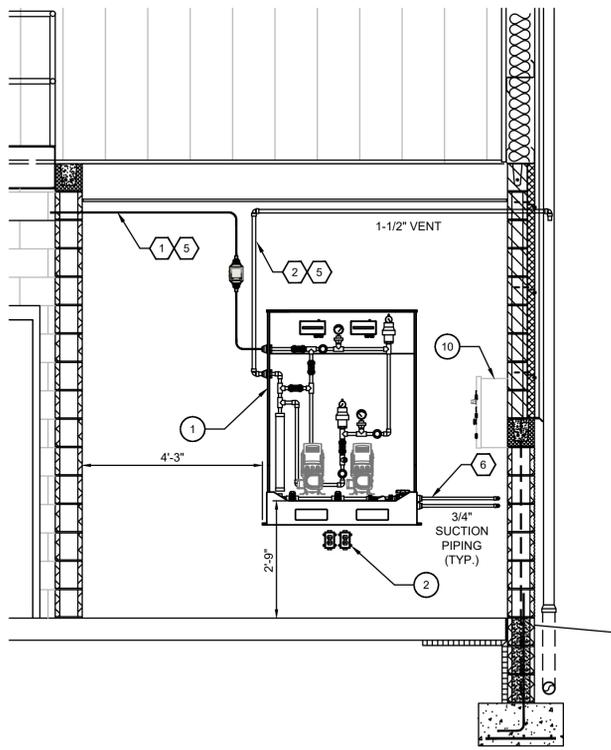 1-1/2" VENT
1 5
2 5
10
1
4'-3"
6
3/4"
SUCTION
PIPING
(TYP.)
2'-9"
2